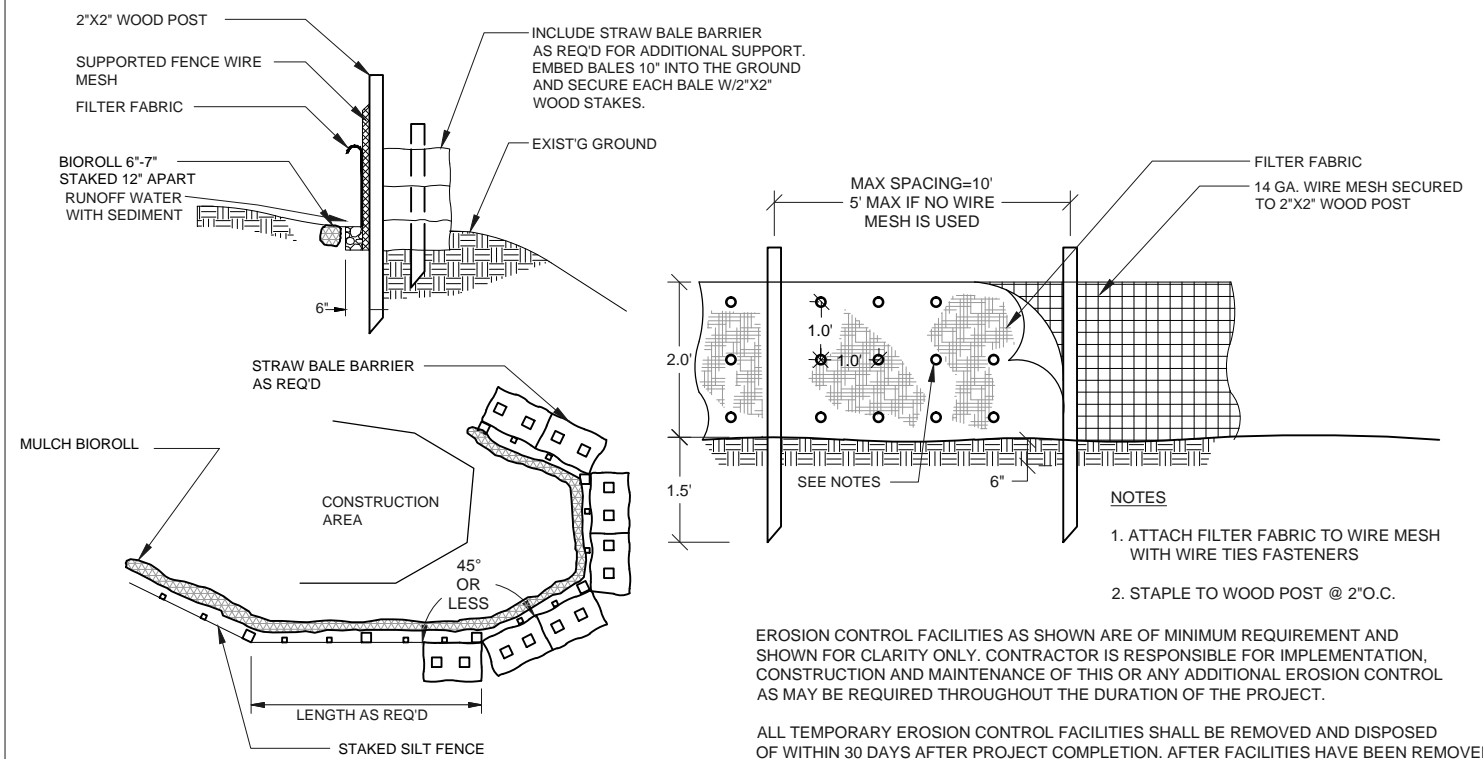 2"X2" WOOD POST
SUPPORTED FENCE WIRE
MESH
FILTER FABRIC
BIOROLL 6"-7"
STAKED 12" APART
RUNOFF WATER
WITH SEDIMENT
INCLUDE STRAW BALE BARRIER
AS REQ'D FOR ADDITIONAL SUPPORT.
EMBED BALES 10" INTO THE GROUND
AND SECURE EACH BALE W/2"X2"
WOOD STAKES.
EXIST'G GROUND
6"
MAX SPACING=10'
5' MAX IF NO WIRE
MESH IS USED
FILTER FABRIC
14 GA. WIRE MESH SECURED
TO 2"X2" WOOD POST
1.0'
1.0'
2.0'
1.5'
SEE NOTES
6"
STRAW BALE BARRIER
AS REQ'D
MULCH BIOROLL
CONSTRUCTION
AREA
45°
OR
LESS
LENGTH AS REQ'D
STAKED SILT FENCE
NOTES
1. ATTACH FILTER FABRIC TO WIRE MESH
WITH WIRE TIES FASTENERS
2. STAPLE TO WOOD POST @ 2"O.C.
EROSION CONTROL FACILITIES AS SHOWN ARE OF MINIMUM REQUIREMENT AND
SHOWN FOR CLARITY ONLY. CONTRACTOR IS RESPONSIBLE FOR IMPLEMENTATION,
CONSTRUCTION AND MAINTENANCE OF THIS OR ANY ADDITIONAL EROSION CONTROL
AS MAY BE REQUIRED THROUGHOUT THE DURATION OF THE PROJECT.
ALL TEMPORARY EROSION CONTROL FACILITIES SHALL BE REMOVED AND DISPOSED
OF WITHIN 30 DAYS AFTER PROJECT COMPLETION. AFTER FACILITIES HAVE BEEN